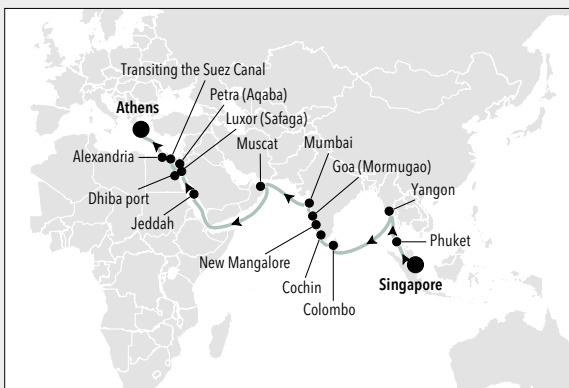 Transiting the Suez Canal
Petra (Aqaba)
Athens
Luxor (Safaga)
Muscat
Mumbai
Alexandria
Goa (Mormugao)
Yangon
Dhiba port
Jeddah
Phuket
New Mangalore
Cochin
Singapore
Colombo